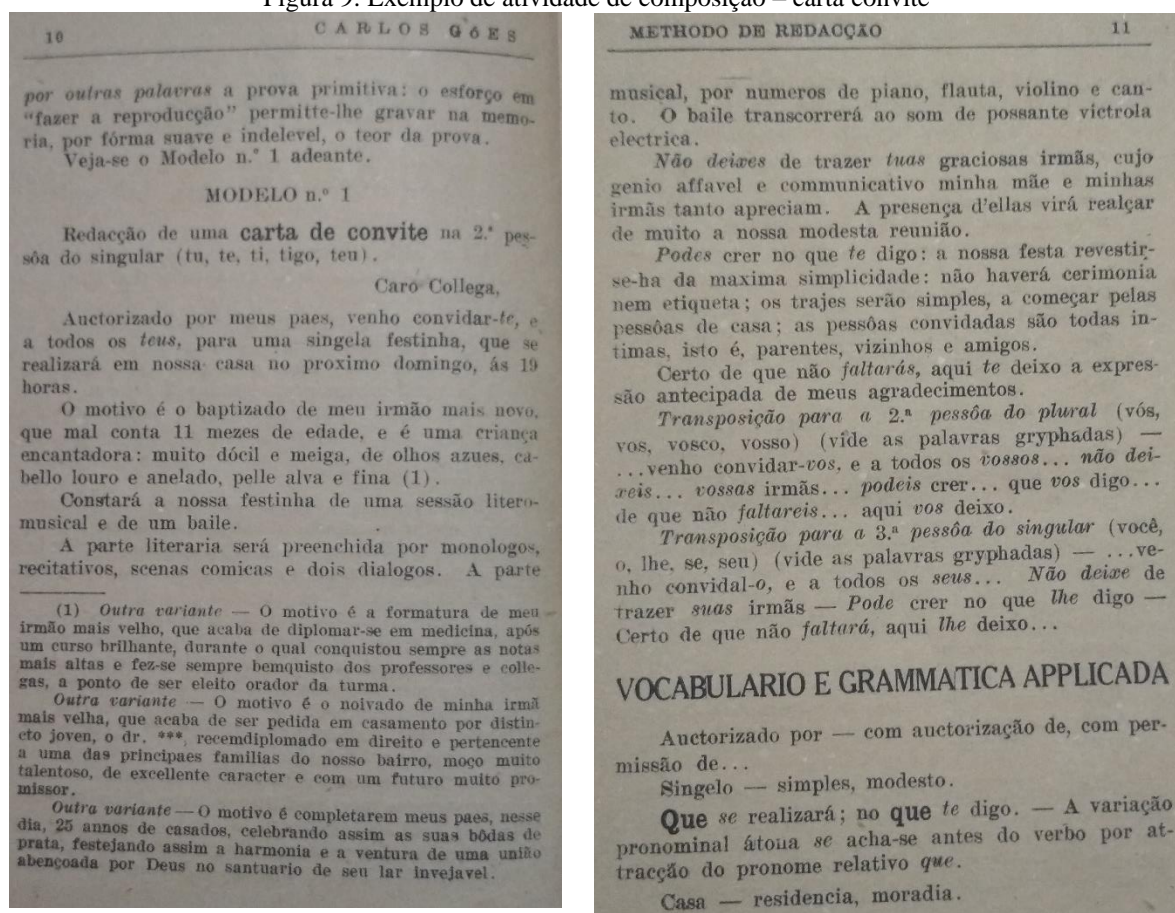 Figura 9: Exemplo de atividade de composição – carta convite
10 CARLOS GÓES
por outras palavras a prova primitiva: o esforço em
“fazer a reproducção” permitte-lhe gravar na memo-
ria, por fórma suave e indelevel, o teor da prova.
Veja-se o Modelo n.º 1 adeante.
MODELO n.º 1
Redacção de uma carta de convite na 2.ª pes-
sôa do singular (tu, te, ti, tigo, teu).
Caro Collega,
Auctorizado por meus paes, venho convidar-te, e
a todos os teus, para uma singela festinha, que se
realizará em nossa casa no proximo domingo, ás 19
horas.
O motivo é o baptizado de meu irmão mais novo,
que mal conta 11 mezes de edade, e é uma criança
encantadora: muito dócil e meiga, de olhos azues, ca-
bello louro e anelado, pelle alva e fina (1).
Constará a nossa festinha de uma sessão litero-
musical e de um baile.
A parte literaria será preenchida por monologos,
recitativos, scenas comicas e dois dialogos. A parte
(1) Outra variante — O motivo é a formatura de meu
irmão mais velho, que acaba de diplomar-se em medicina, após
um curso brilhante, durante o qual conquistou sempre as notas
mais altas e fez-se sempre bemquisto dos professores e colle-
gas, a ponto de ser eleito orador da turma.
Outra variante — O motivo é o noivado de minha irmã
mais velha, que acaba de ser pedida em casamento por distin-
cto joven, o dr. ***, recemdiplomado em direito e pertencente
a uma das principaes familias do nosso bairro, moço muito
talentoso, de excellente caracter e com um futuro muito pro-
missor.
Outra variante — O motivo é completarem meus paes, nesse
dia, 25 annos de casados, celebrando assim as suas bôdas de
prata, festejando assim a harmonia e a ventura de uma união
abençoada por Deus no santuario de seu lar invejavel.
METHODO DE REDACÇÃO 11
musical, por numeros de piano, flauta, violino e can-
to. O baile transcorrerá ao som de possante victrola
electrica.
Não deixes de trazer tuas graciosas irmãs, cujo
genio affavel e communicativo minha mãe e minhas
irmãs tanto apreciam. A presença d'ellas virá realçar
de muito a nossa modesta reunião.
Podes crer no que te digo: a nossa festa revestir-
se-ha da maxima simplicidade: não haverá cerimonia
nem etiqueta; os trajes serão simples, a começar pelas
pessôas de casa; as pessôas convidadas são todas in-
timas, isto é, parentes, vizinhos e amigos.
Certo de que não faltarás, aqui te deixo a expres-
são antecipada de meus agradecimentos.
Transposição para a 2.ª pessôa do plural (vós,
vos, vosco, vosso) (vide as palavras gryphadas) —
...venho convidar-vos, e a todos os vossos... não dei-
xeis... vossas irmãs... podeis crer... que vos digo...
de que não faltareis... aqui vos deixo.
Transposição para a 3.ª pessôa do singular (você,
o, lhe, se, seu) (vide as palavras gryphadas) — ...ve-
nho convidal-o, e a todos os seus... Não deixe de
trazer suas irmãs — Pode crer no que lhe digo —
Certo de que não faltará, aqui lhe deixo...
VOCABULARIO E GRAMMATICA APPLICADA
Auctorizado por — com auctorização de, com per-
missão de...
Singelo — simples, modesto.
Que se realizará; no que te digo. — A variação
pronominal átona se acha-se antes do verbo por at-
tracção do pronome relativo que.
Casa — residencia, moradia.